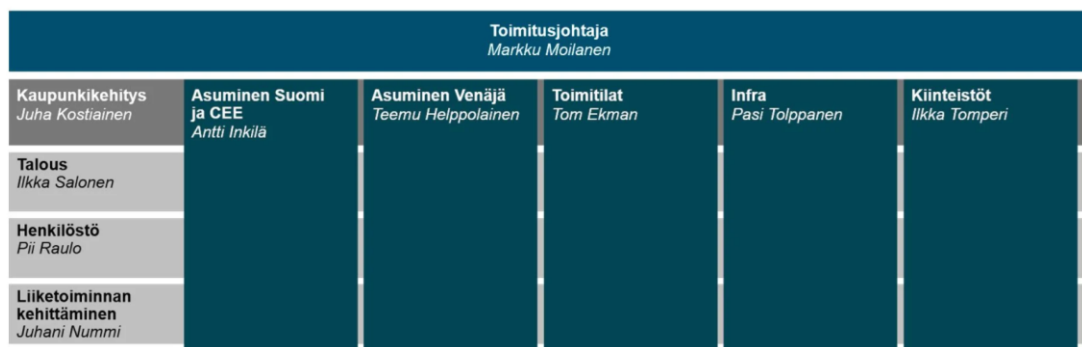 Toimitusjohtaja
Markku Moilanen
Kaupunkikehitys
Juha Kostiainen
Asuminen Suomi
ja CEE
Antti Inkilä
Asuminen Venäjä
Teemu Helppolainen
Toimitilat
Tom Ekman
Infra
Pasi Tolppanen
Kiinteistöt
Ilkka Tomperi
Talous
Ilkka Salonen
Henkilöstö
Pii Raulo
Liiketoiminnan
kehittäminen
Juhani Nummi